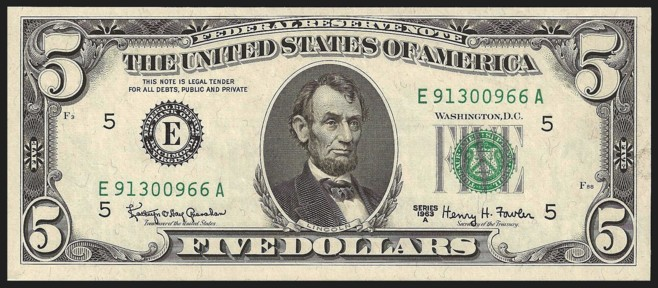 FEDERAL RESERVE NOTE
THE UNITED STATES OF AMERICA
5
5
THIS NOTE IS LEGAL TENDER
FOR ALL DEBTS, PUBLIC AND PRIVATE
E 91300966 A
F3
5
E
WASHINGTON, D.C.
5
FIVE
FIVE
FIVE
E 91300966 A
F88
5
Kathryn O'Hay Granahan
Treasurer of the United States.
LINCOLN
SERIES
1963
A
Henry H. Fowler
Secretary of the Treasury.
5
5
FIVE DOLLARS
5